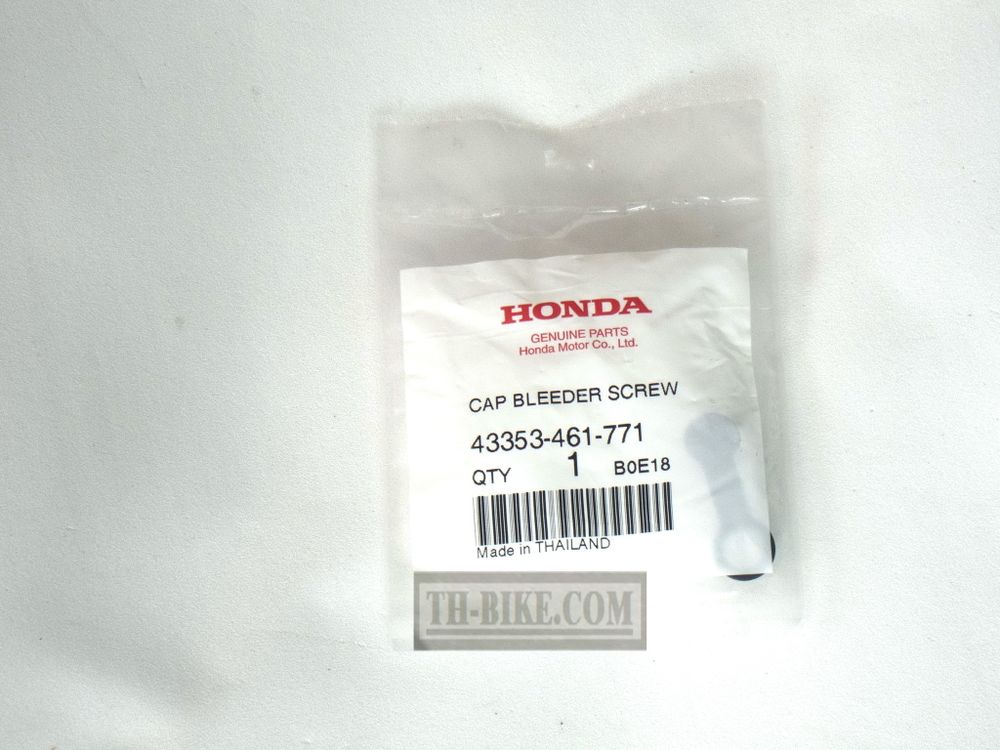 HONDA
GENUINE PARTS
Honda Motor Co., Ltd.
CAP BLEEDER SCREW
43353-461-771
QTY 1 B0E18
Made in THAILAND
TH-BIKE.COM